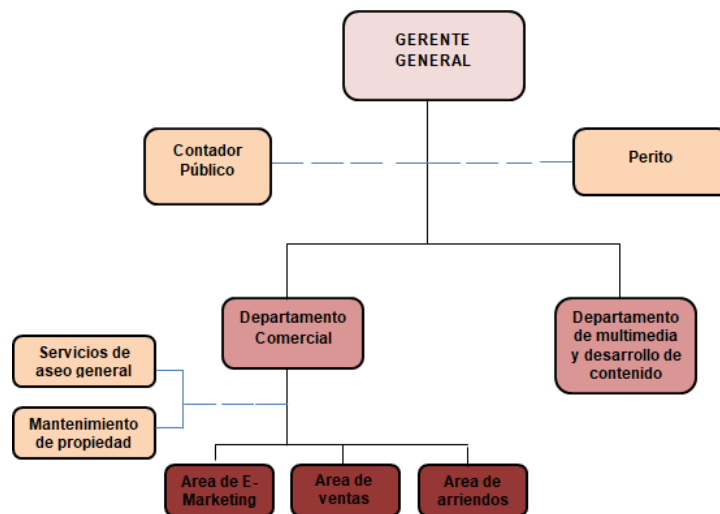 GERENTE
GENERAL
Contador
Público
Perito
Departamento
Comercial
Departamento
de multimedia
y desarrollo de
contenido
Servicios de
aseo general
Mantenimiento
de propiedad
Area de E-
Marketing
Area de
ventas
Area de
arriendos